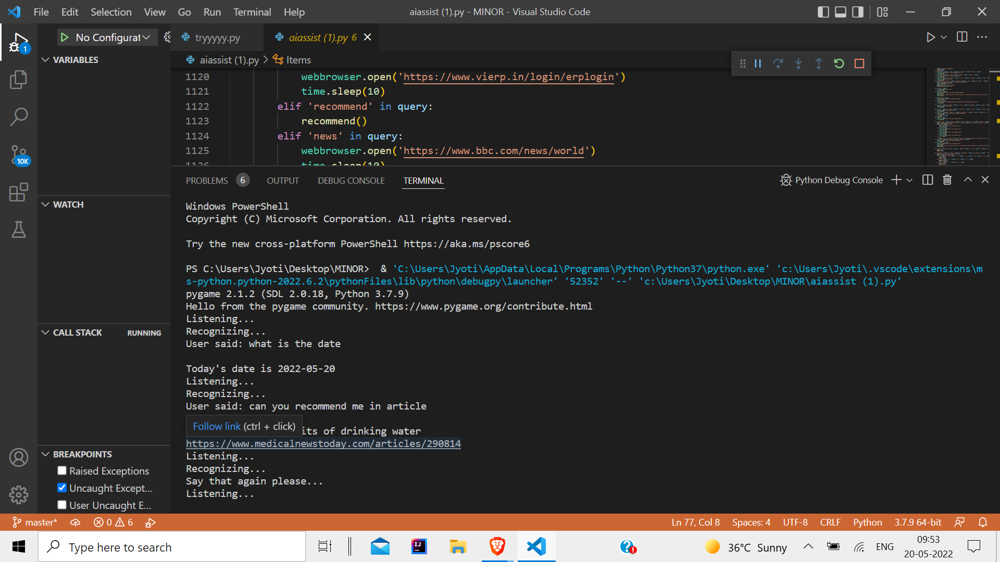 File Edit Selection View Go Run Terminal Help
aiassist (1).py - MINOR - Visual Studio Code
No Configurat
tryyyyy.py
aiassist (1).py 6
1
VARIABLES
aiassist (1).py > Items
1120 webbrowser.open('https://www.vierp.in/login/erplogin')
1121 time.sleep(10)
1122 elif 'recommend' in query:
1123 recommend()
1124 elif 'news' in query:
1125 webbrowser.open('https://www.bbc.com/news/world')
1126 time.sleep(10)
10K
PROBLEMS 6 OUTPUT DEBUG CONSOLE TERMINAL
Python Debug Console
WATCH
Windows PowerShell
Copyright (C) Microsoft Corporation. All rights reserved.
Try the new cross-platform PowerShell https://aka.ms/pscore6
PS C:\Users\Jyoti\Desktop\MINOR> & 'C:\Users\Jyoti\AppData\Local\Programs\Python\Python37\python.exe' 'c:\Users\Jyoti\.vscode\extensions\m
s-python.python-2022.6.2\pythonFiles\lib\python\debugpy\launcher' '52352' '--' 'c:\Users\Jyoti\Desktop\MINOR\aiassist (1).py'
pygame 2.1.2 (SDL 2.0.18, Python 3.7.9)
Hello from the pygame community. https://www.pygame.org/contribute.html
Listening...
Recognizing...
User said: what is the date
Today's date is 2022-05-20
Listening...
Recognizing...
User said: can you recommend me in article
Follow link (ctrl + click)
its of drinking water
https://www.medicalnewstoday.com/articles/290814
Listening...
Recognizing...
Say that again please...
Listening...
CALL STACK RUNNING
BREAKPOINTS
Raised Exceptions
Uncaught Except...
User Uncaught E...
master* 0 6
Ln 77, Col 8 Spaces: 4 UTF-8 CRLF Python 3.7.9 64-bit
Type here to search
IJ
36°C Sunny
ENG
09:53
20-05-2022